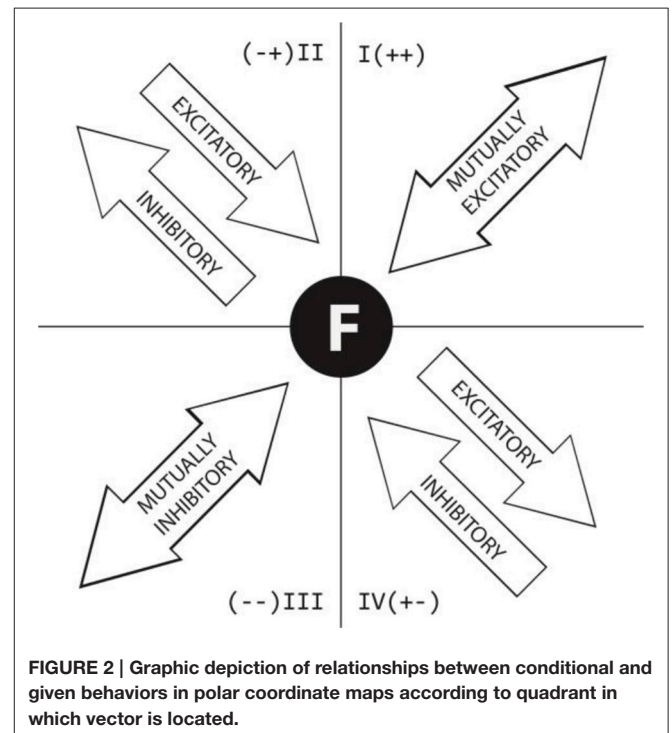 (-+)II
I(++)
EXCITATORY
INHIBITORY
MUTUALLY
EXCITATORY
F
MUTUALLY
INHIBITORY
EXCITATORY
INHIBITORY
(--)III
IV(+-)
FIGURE 2 | Graphic depiction of relationships between conditional and
given behaviors in polar coordinate maps according to quadrant in
which vector is located.